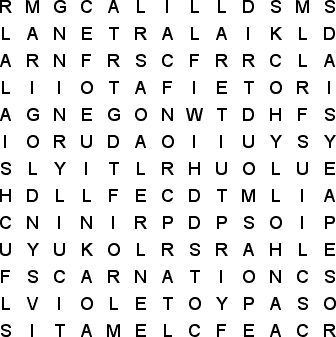 R M G C A L I L L D S M S
L A N E T R A L A I K L D
A R N F R S C F R R C L A
L I I O T A F I E T O R I
A G N E G O N W T D H F S
I O R U D A O I I U Y S Y
S L Y I T L R H U O L U E
H D L L F E C D T M L I A
C N I N I R P D P S O I P
U Y U K O L R S R A H L E
F S C A R N A T I O N C S
L V I O L E T O Y P A S O
S I T A M E L C F E A C R